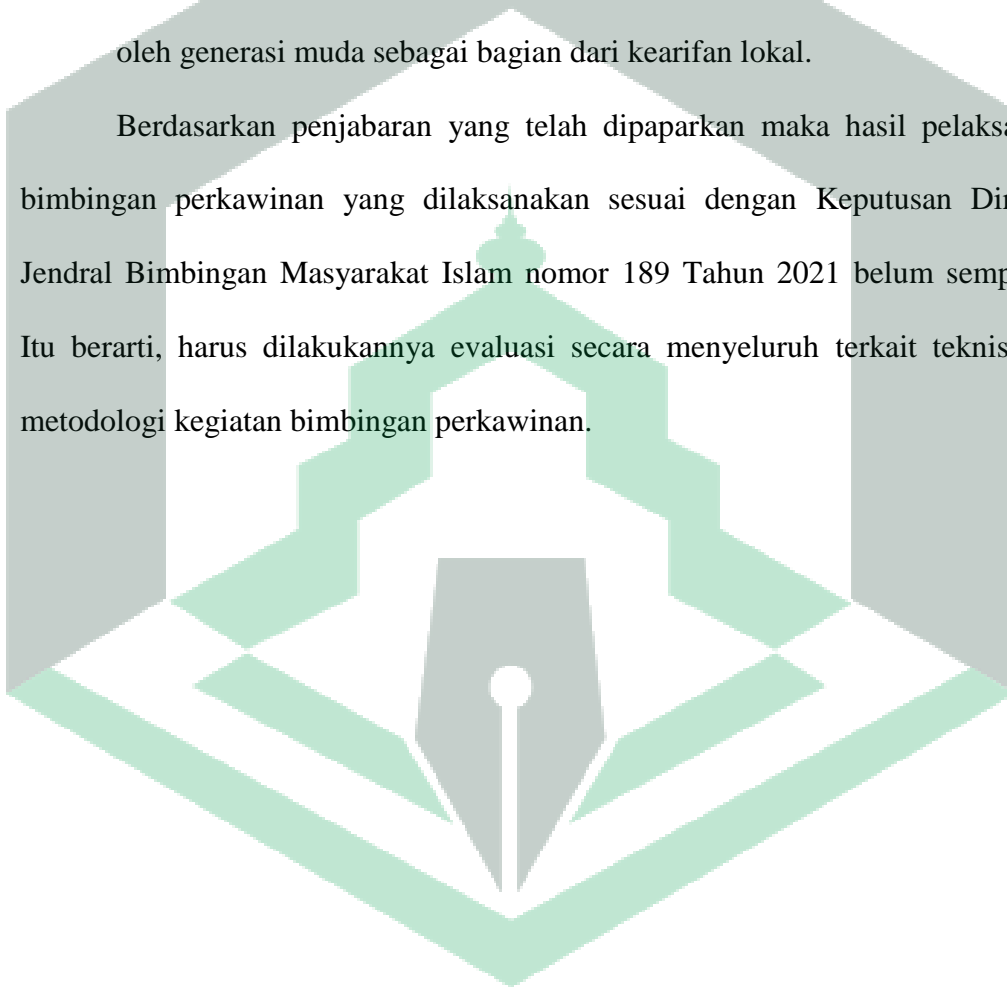 oleh generasi muda sebagai bagian dari kearifan lokal.
Berdasarkan penjabaran yang telah dipaparkan maka hasil
bimbingan perkawinan yang dilaksanakan sesuai dengan Keputusan
Jendral Bimbingan Masyarakat Islam nomor 189 Tahun 2021 belum
Itu berarti, harus dilakukannya evaluasi secara menyeluruh terkait teknis
metodologi kegiatan bimbingan perkawinan.